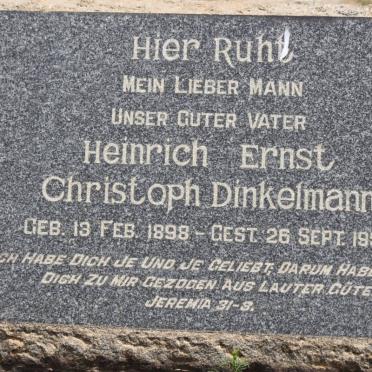 Hier Ruht
Mein Lieber Mann
Unser Guter Vater
Heinrich Ernst
Christoph Dinkelmann
Geb. 13 Feb. 1898 – Gest. 26 Sept. 19
ch Habe Dich Je Und Je Geliebt, Darum Habe
Dich Zu Mir Gezogen Aus Lauter Güte
Jeremia 31-3.